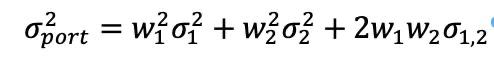 σ²port = w₁²σ₁² + w₂²σ₂² + 2w₁w₂σ₁,₂